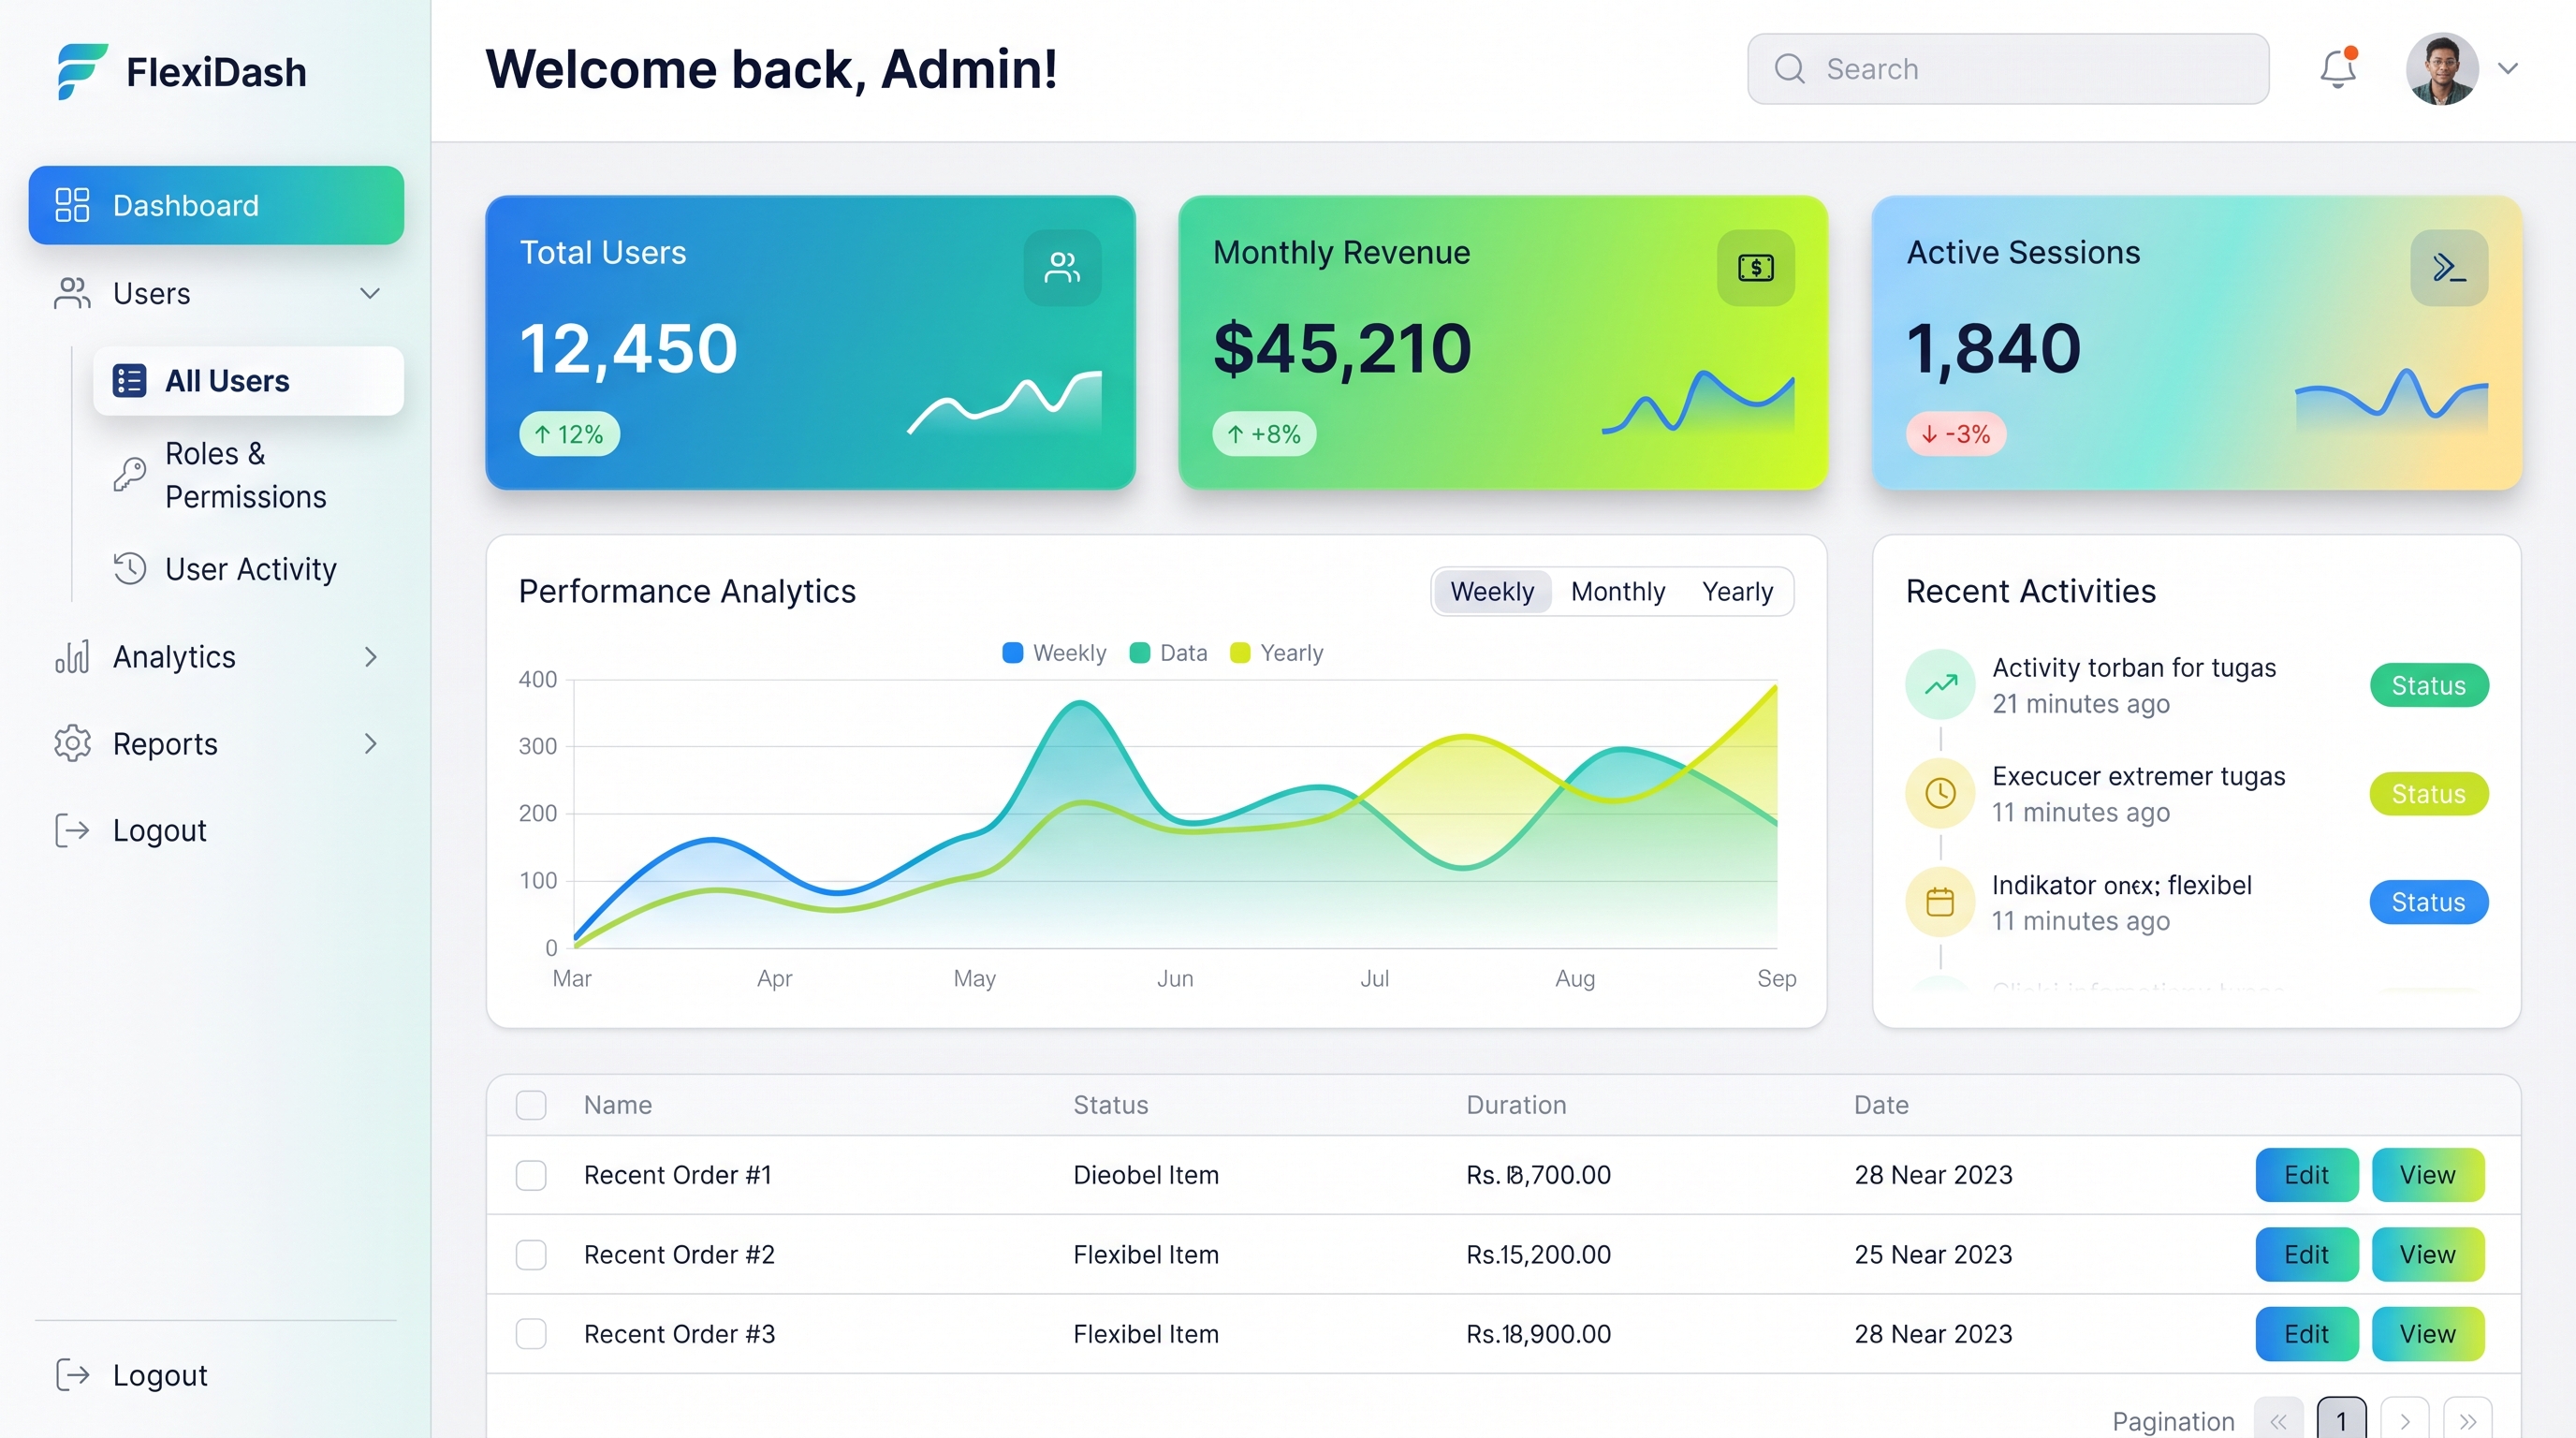 FlexiDash
Welcome back, Admin!
Search
Dashboard
Users
All Users
Roles &
Permissions
User Activity
Analytics
Reports
Logout
Logout
Total Users
12,450
↑ 12%
Monthly Revenue
$45,210
↑ +8%
Active Sessions
1,840
↓ -3%
Performance Analytics
Weekly Monthly Yearly
Weekly Data Yearly
400
300
200
100
0
Mar Apr May Jun Jul Aug Sep
Recent Activities
Activity torban for tugas
21 minutes ago
Status
Execucer extremer tugas
11 minutes ago
Status
Indikator flexibel
11 minutes ago
Status
Name Status Duration Date
Recent Order #1 Dieobel Item Rs. 28 Near 2023 Edit View
Recent Order #2 Flexibel Item Rs.15,200.00 25 Near 2023 Edit View
Recent Order #3 Flexibel Item Rs.18,900.00 28 Near 2023 Edit View
Pagination « 1 > »